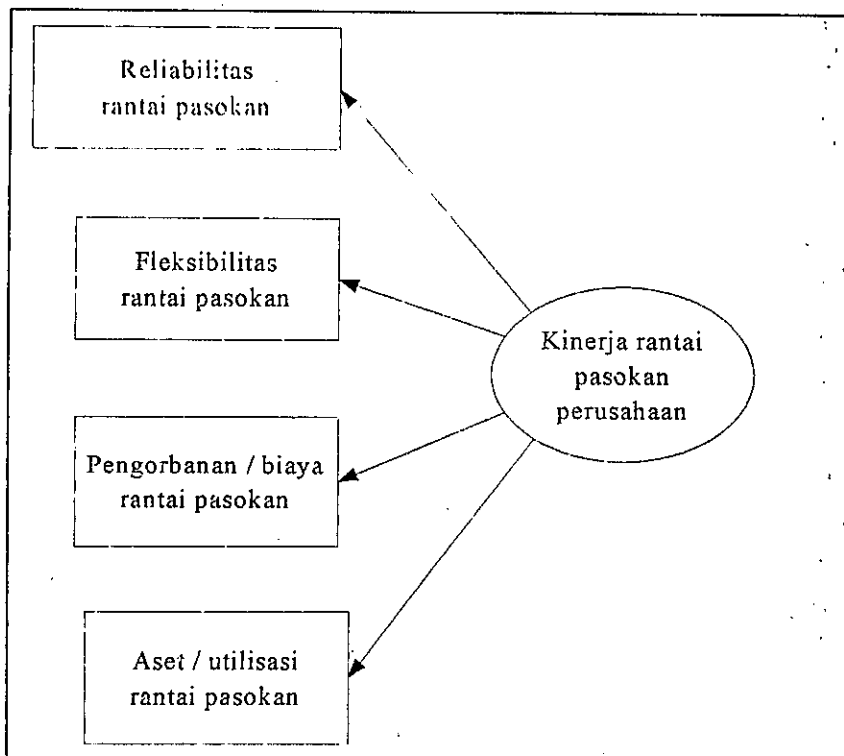 Reliabilitas
rantai pasokan
Fleksibilitas
rantai pasokan
Kinerja rantai
pasokan
perusahaan
Pengorbanan / biaya
rantai pasokan
Aset / utilisasi
rantai pasokan